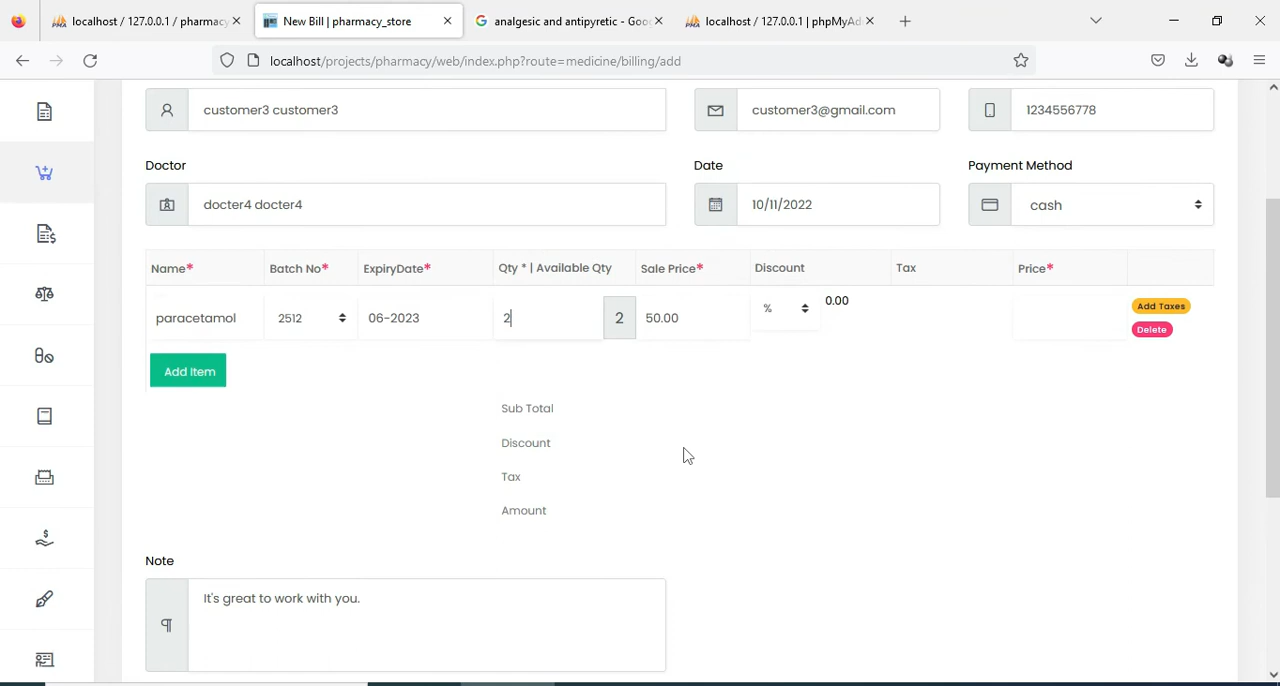 localhost / 127.0.0.1 / pharmacy
New Bill | pharmacy_store
analgesic and antipyretic - Goo
localhost / 127.0.0.1 | phpMyAd
localhost/projects/pharmacy/web/index.php?route=medicine/billing/add
customer3 customer3
customer3@gmail.com
1234556778
Doctor
Date
Payment Method
docter4 docter4
10/11/2022
cash
Name*
Batch No*
ExpiryDate*
Qty * | Available Qty
Sale Price*
Discount
Tax
Price*
paracetamol
2512
06-2023
2
2
50.00
%
0.00
Add Taxes
Delete
Add Item
Sub Total
Discount
Tax
Amount
Note
It's great to work with you.